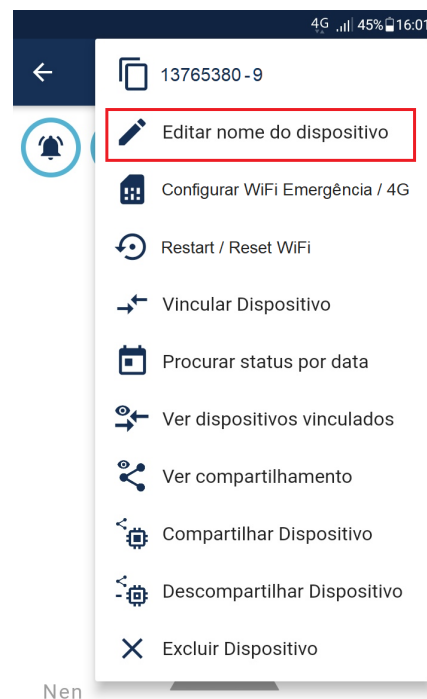 4G 45% 16:01
13765380-9
Editar nome do dispositivo
Configurar WiFi Emergência / 4G
Restart / Reset WiFi
Vincular Dispositivo
Procurar status por data
Ver dispositivos vinculados
Ver compartilhamento
Compartilhar Dispositivo
Descompartilhar Dispositivo
Excluir Dispositivo
Nen